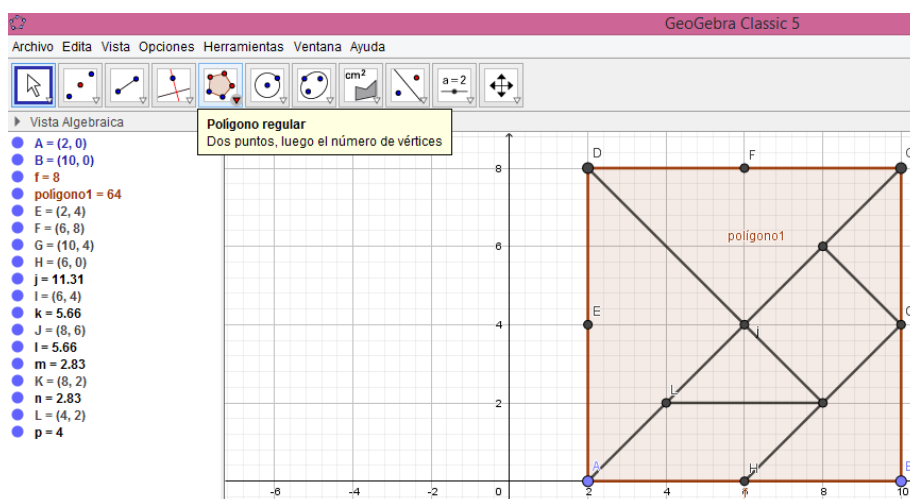 GeoGebra Classic 5
Archivo Edita Vista Opciones Herramientas Ventana Ayuda
cm²
a=2
Vista Algebraica
Polígono regular
Dos puntos, luego el número de vértices
A = (2, 0)
B = (10, 0)
f = 8
polígono1 = 64
E = (2, 4)
F = (6, 8)
G = (10, 4)
H = (6, 0)
j = 11.31
I = (6, 4)
k = 5.66
J = (8, 6)
l = 5.66
m = 2.83
K = (8, 2)
n = 2.83
L = (4, 2)
p = 4
D
F
8
6
polígono1
E
4
I
L
2
A
H
-6
-4
-2
0
2
4
6
8
10